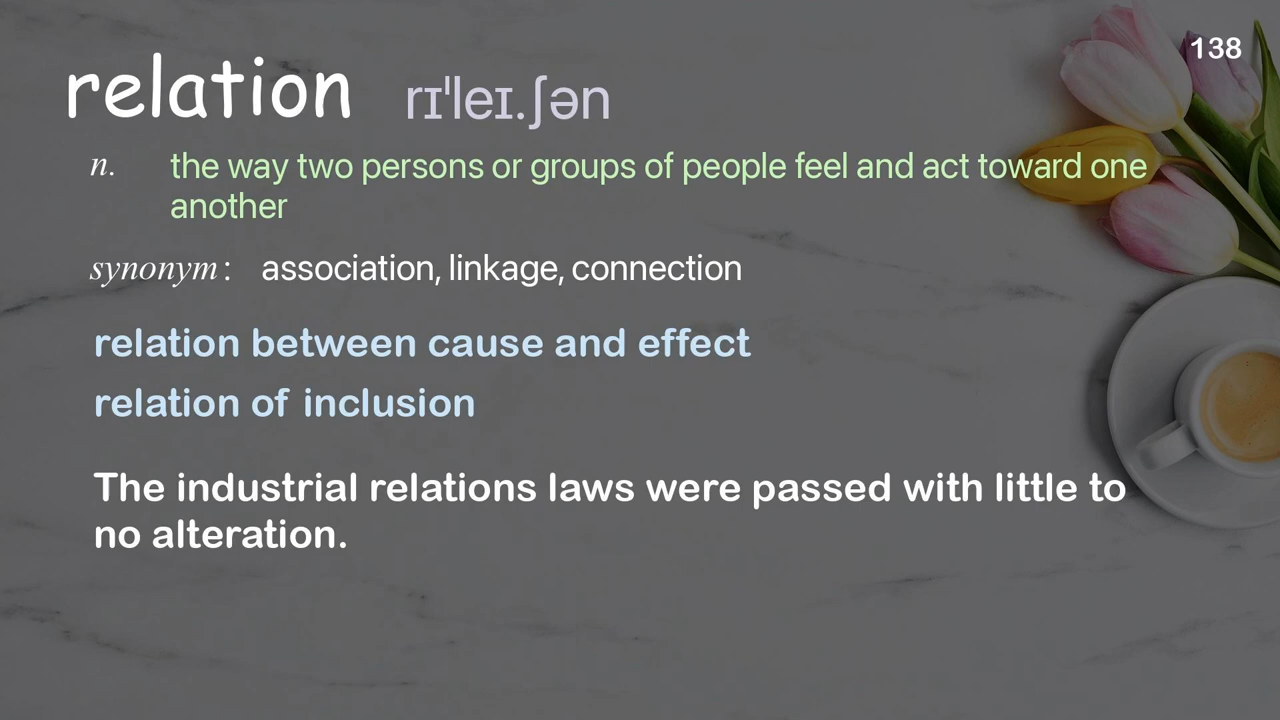 138
relation rɪˈleɪ.ʃən
n. the way two persons or groups of people feel and act toward one
another
synonym: association, linkage, connection
relation between cause and effect
relation of inclusion
The industrial relations laws were passed with little to
no alteration.